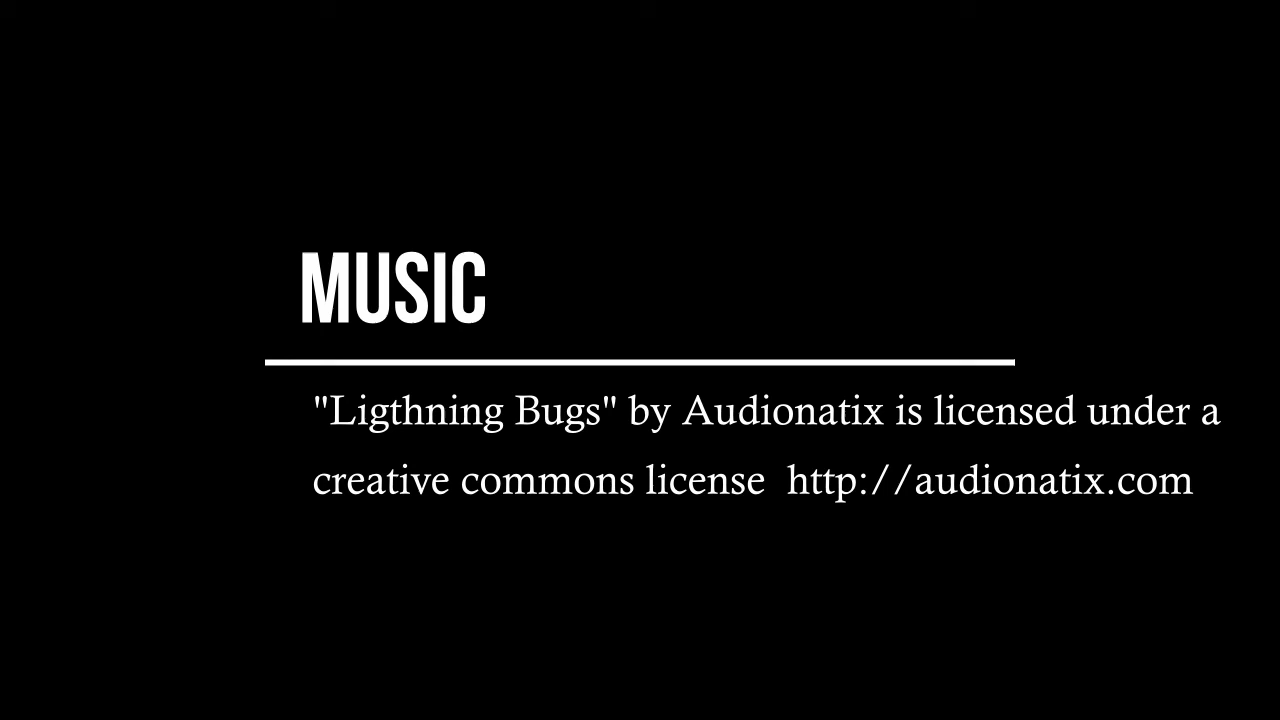 MUSIC
"Ligthning Bugs" by Audionatix is licensed under a
creative commons license  http://audionatix.com